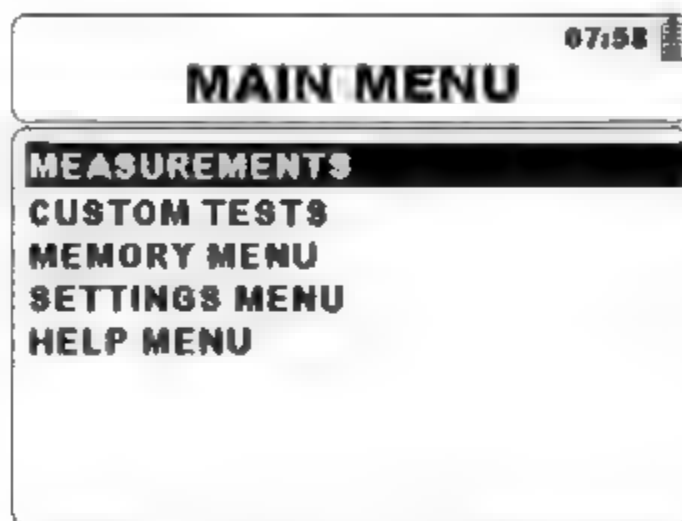 07:58
MAIN MENU
MEASUREMENTS
CUSTOM TESTS
MEMORY MENU
SETTINGS MENU
HELP MENU